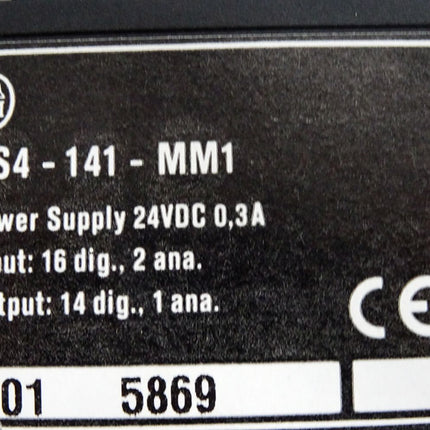 S4 - 141 - MM1
wer Supply 24VDC 0,3A
put: 16 dig., 2 ana.
tput: 14 dig., 1 ana.
CE
01 5869